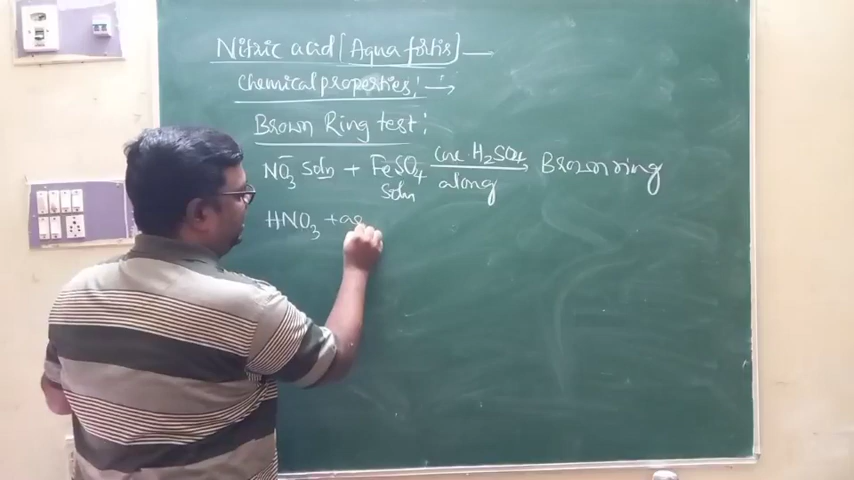 Nitric acid [Aqua fortis] —
Chemical properties: →
Brown Ring test:
NO₃⁻ Soln + FeSO₄ Soln conc. H₂SO₄ along → Brown ring
HNO₃ + aq